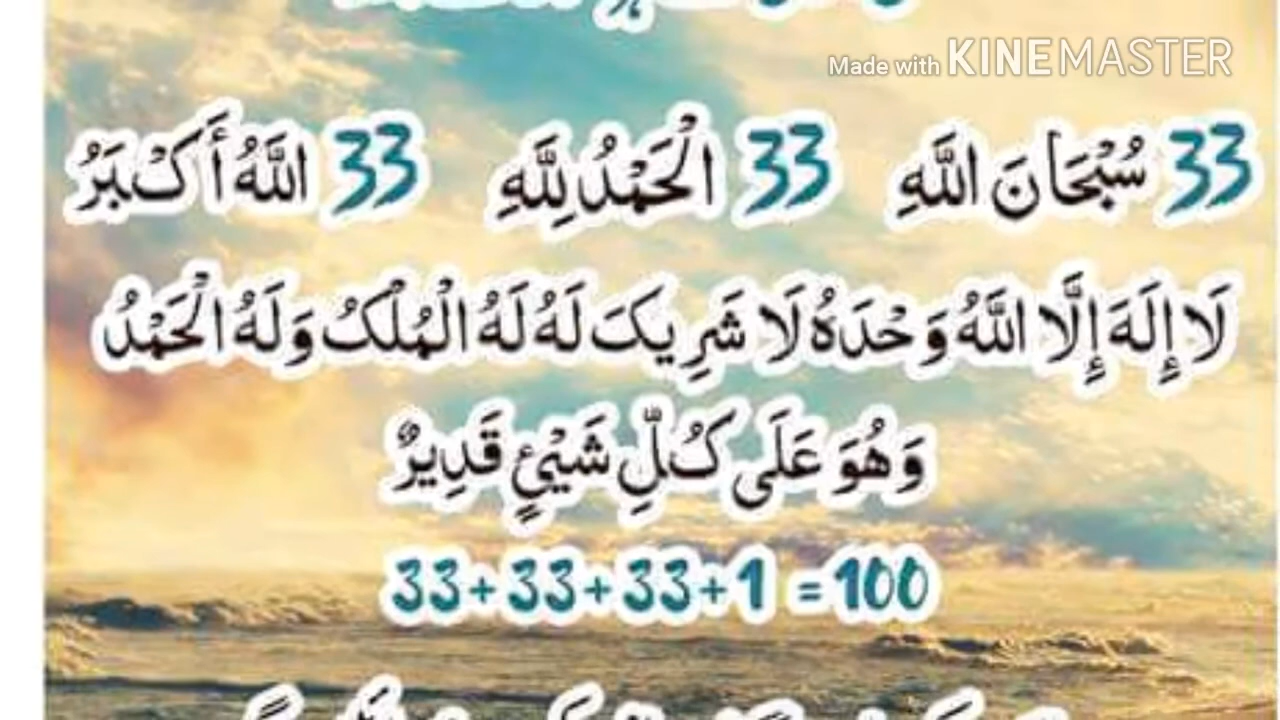 Made with KINEMASTER
33 سُبْحَانَ اللَّهِ 33 الْحَمْدُ لِلَّهِ 33 اللَّهُ أَكْبَرُ
لَا إِلَهَ إِلَّا اللَّهُ وَحْدَهُ لَا شَرِيكَ لَهُ لَهُ الْمُلْكُ وَلَهُ الْحَمْدُ
وَهُوَ عَلَى كُلِّ شَيْئٍ قَدِيرٌ
33+33+33+1 =100